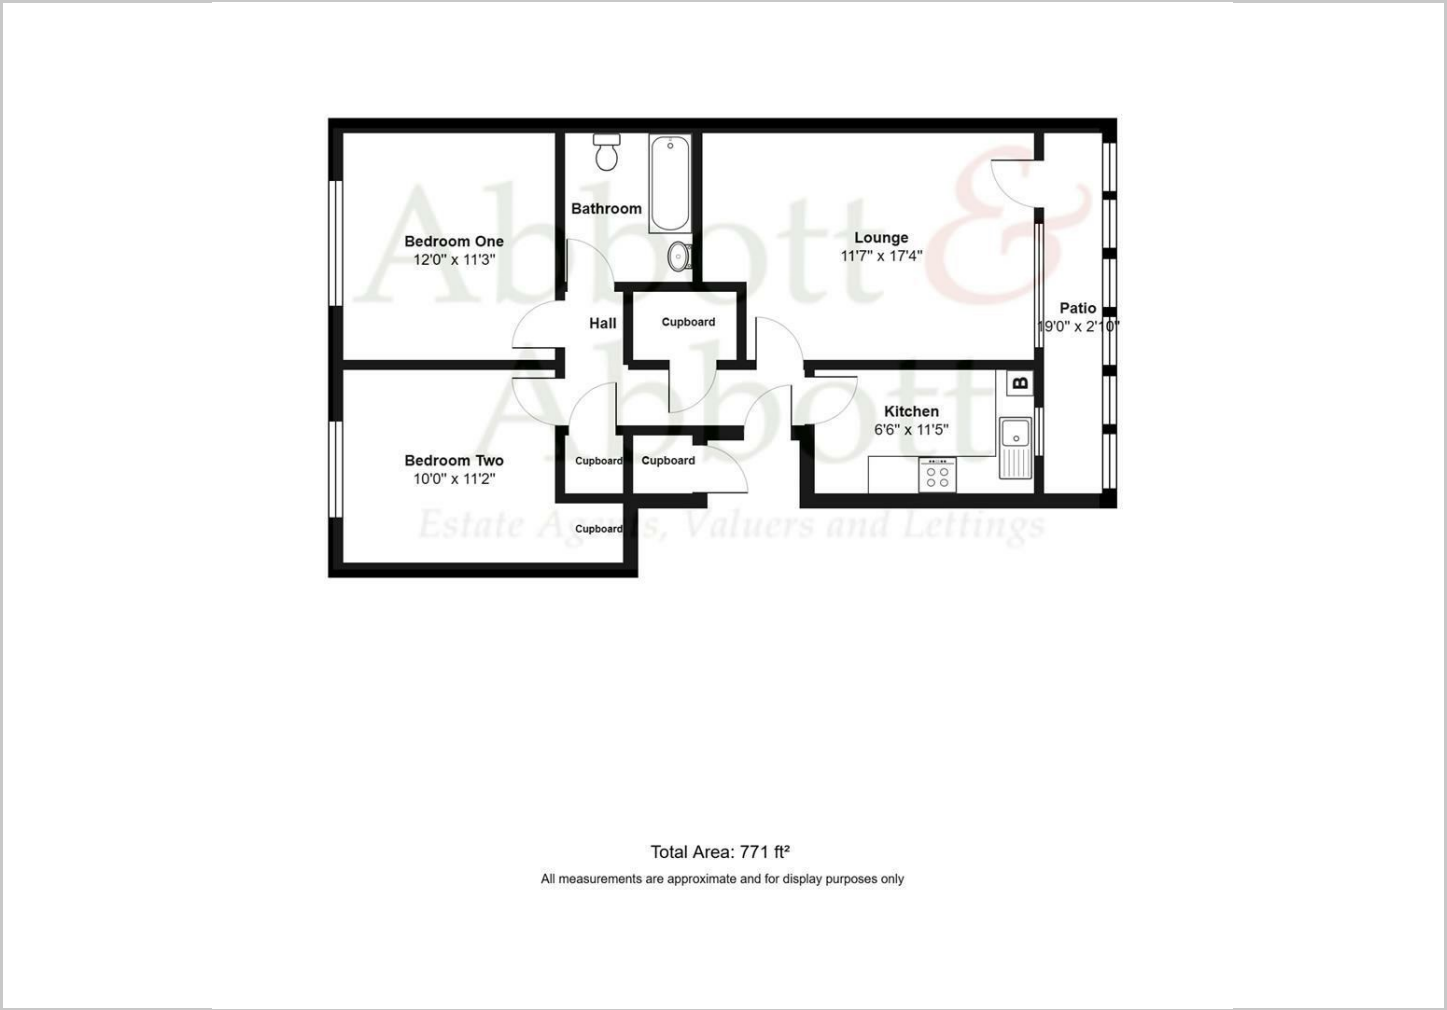 Abbott &
Abbott
Estate Agents, Valuers and Lettings
Bedroom One
12'0" x 11'3"
Bathroom
Lounge
11'7" x 17'4"
Patio
19'0" x 2'10"
Hall
Cupboard
Kitchen
6'6" x 11'5"
B
Bedroom Two
10'0" x 11'2"
Cupboard
Cupboard
Cupboard
Total Area: 771 ft²
All measurements are approximate and for display purposes only